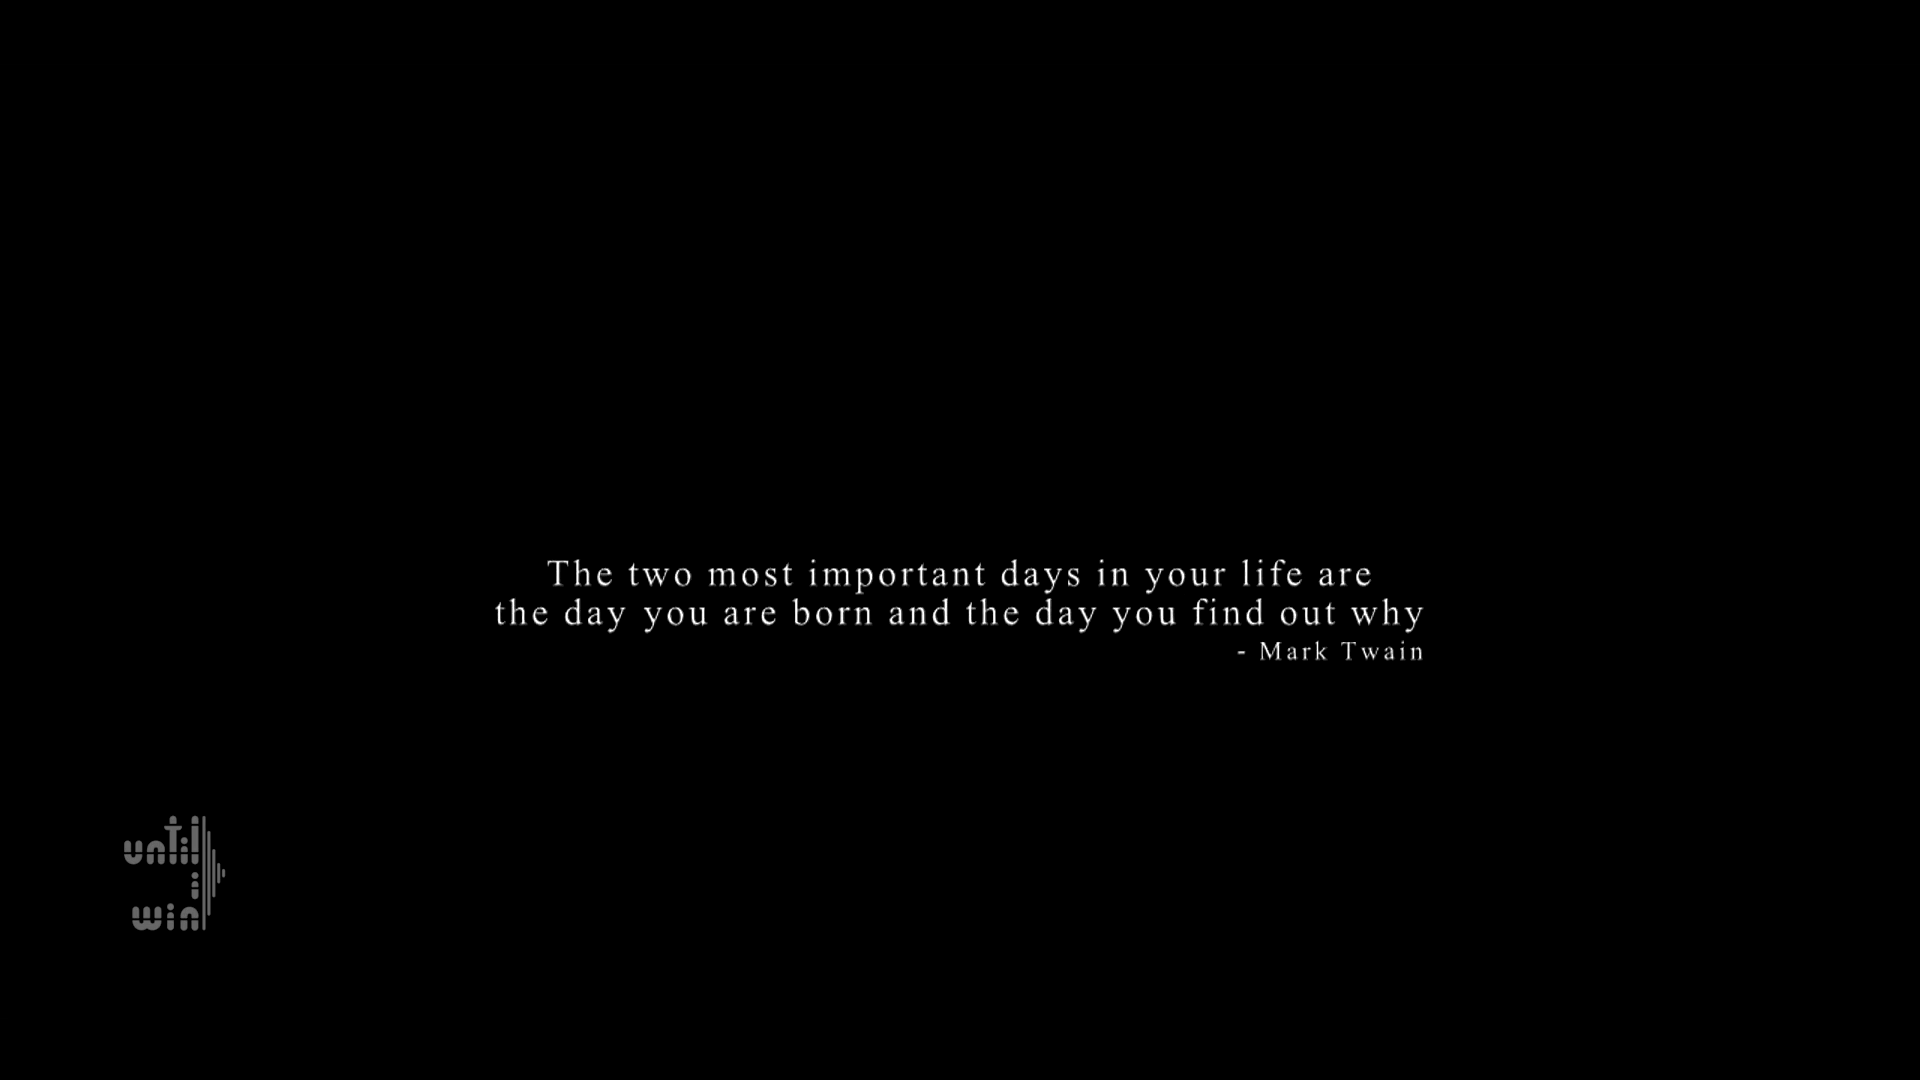 The two most important days in your life are
the day you are born and the day you find out why
- Mark Twain
until
i
win